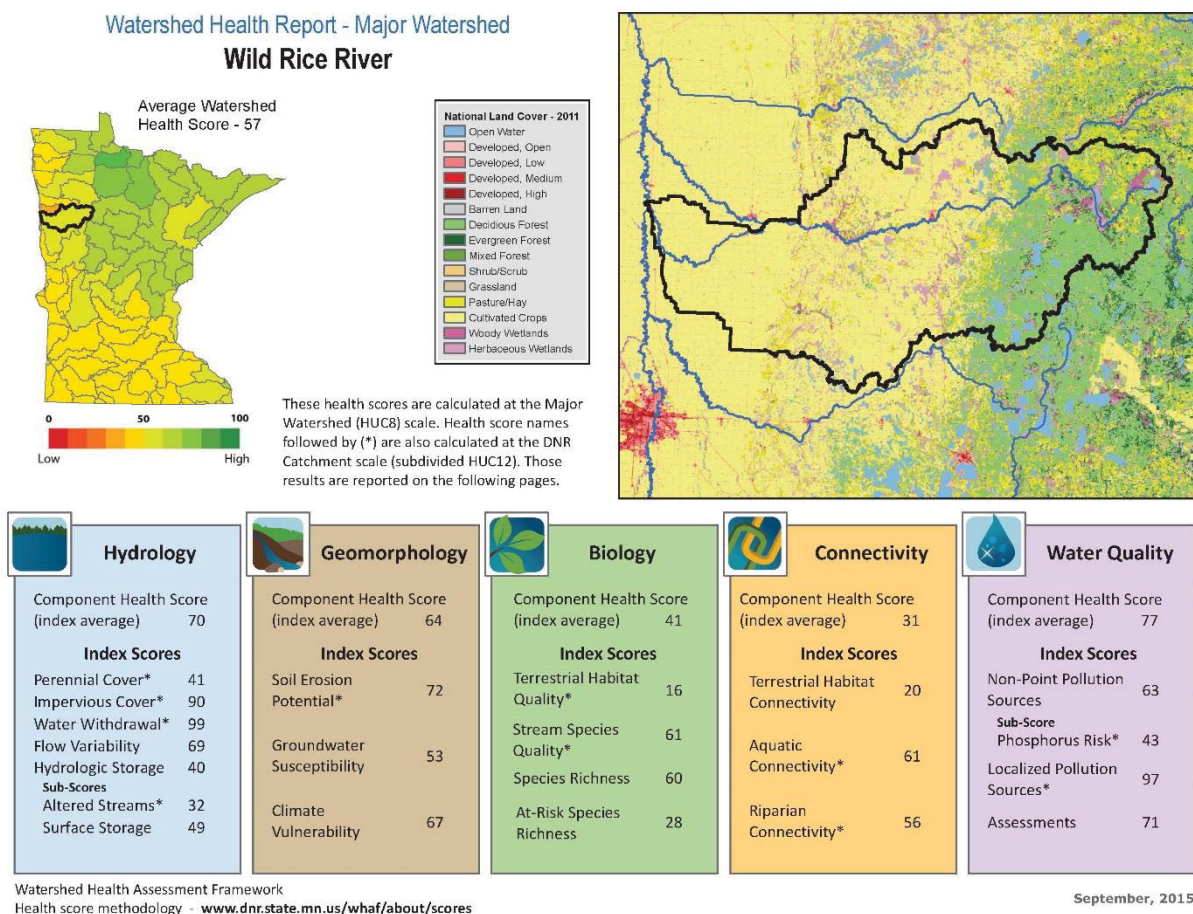 Watershed Health Report - Major Watershed
Wild Rice River
Average Watershed
Health Score - 57
0 50 100
Low High
National Land Cover - 2011
Open Water
Developed, Open
Developed, Low
Developed, Medium
Developed, High
Barren Land
Decidious Forest
Evergreen Forest
Mixed Forest
Shrub/Scrub
Grassland
Pasture/Hay
Cultivated Crops
Woody Wetlands
Herbaceous Wetlands
These health scores are calculated at the Major
Watershed (HUC8) scale. Health score names
followed by (*) are also calculated at the DNR
Catchment scale (subdivided HUC12). Those
results are reported on the following pages.
Hydrology
Component Health Score
(index average) 70
Index Scores
Perennial Cover* 41
Impervious Cover* 90
Water Withdrawal* 99
Flow Variability 69
Hydrologic Storage 40
Sub-Scores
Altered Streams* 32
Surface Storage 49
Geomorphology
Component Health Score
(index average) 64
Index Scores
Soil Erosion
Potential* 72
Groundwater
Susceptibility 53
Climate
Vulnerability 67
Biology
Component Health Score
(index average) 41
Index Scores
Terrestrial Habitat
Quality* 16
Stream Species
Quality* 61
Species Richness 60
At-Risk Species
Richness 28
Connectivity
Component Health Score
(index average) 31
Index Scores
Terrestrial Habitat
Connectivity 20
Aquatic
Connectivity* 61
Riparian
Connectivity* 56
Water Quality
Component Health Score
(index average) 77
Index Scores
Non-Point Pollution
Sources 63
Sub-Score
Phosphorus Risk* 43
Localized Pollution
Sources* 97
Assessments 71
Watershed Health Assessment Framework
Health score methodology - www.dnr.state.mn.us/whaf/about/scores
September, 2015